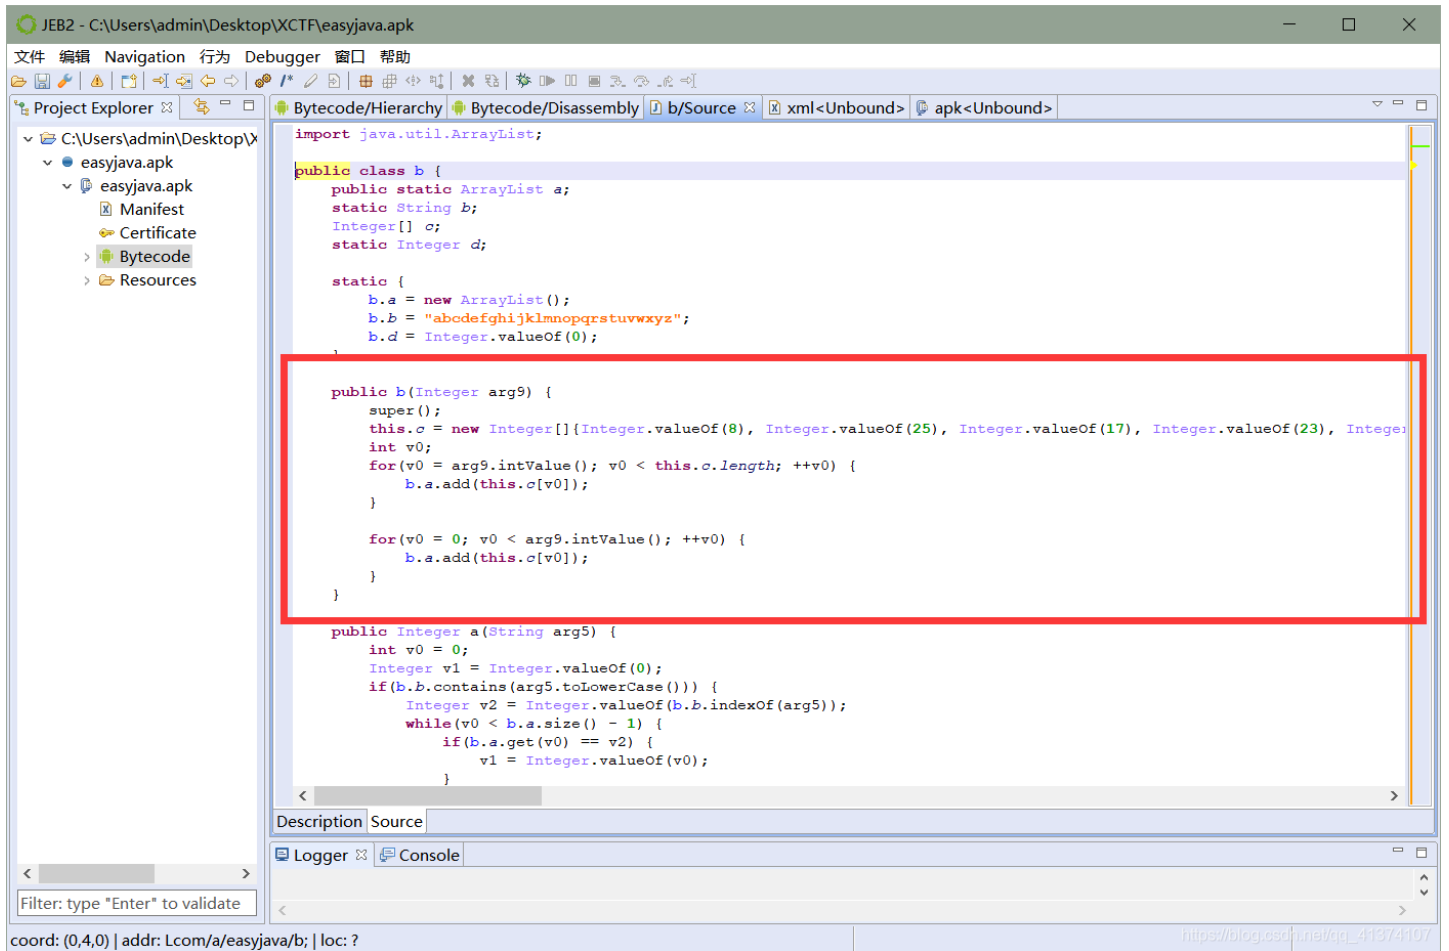 JEB2 - C:\Users\admin\Desktop\XCTF\easyjava.apk
文件 编辑 Navigation 行为 Debugger 窗口 帮助
Project Explorer
C:\Users\admin\Desktop\X
easyjava.apk
easyjava.apk
Manifest
Certificate
Bytecode
Resources
Filter: type "Enter" to validate
Bytecode/Hierarchy Bytecode/Disassembly b/Source xml<Unbound> apk<Unbound>
import java.util.ArrayList;
public class b {
public static ArrayList a;
static String b;
Integer[] c;
static Integer d;
static {
b.a = new ArrayList();
b.b = "abcdefghijklmnopqrstuvwxyz";
b.d = Integer.valueOf(0);
}
public b(Integer arg9) {
super();
this.c = new Integer[]{Integer.valueOf(8), Integer.valueOf(25), Integer.valueOf(17), Integer.valueOf(23), Integer
int v0;
for(v0 = arg9.intValue(); v0 < this.c.length; ++v0) {
b.a.add(this.c[v0]);
}
for(v0 = 0; v0 < arg9.intValue(); ++v0) {
b.a.add(this.c[v0]);
}
}
public Integer a(String arg5) {
int v0 = 0;
Integer v1 = Integer.valueOf(0);
if(b.b.contains(arg5.toLowerCase())) {
Integer v2 = Integer.valueOf(b.b.indexOf(arg5));
while(v0 < b.a.size() - 1) {
if(b.a.get(v0) == v2) {
v1 = Integer.valueOf(v0);
}
Description Source
Logger Console
coord: (0,4,0) | addr: Lcom/a/easyjava/b; | loc: ?
https://blog.csdn.net/qq_41374107